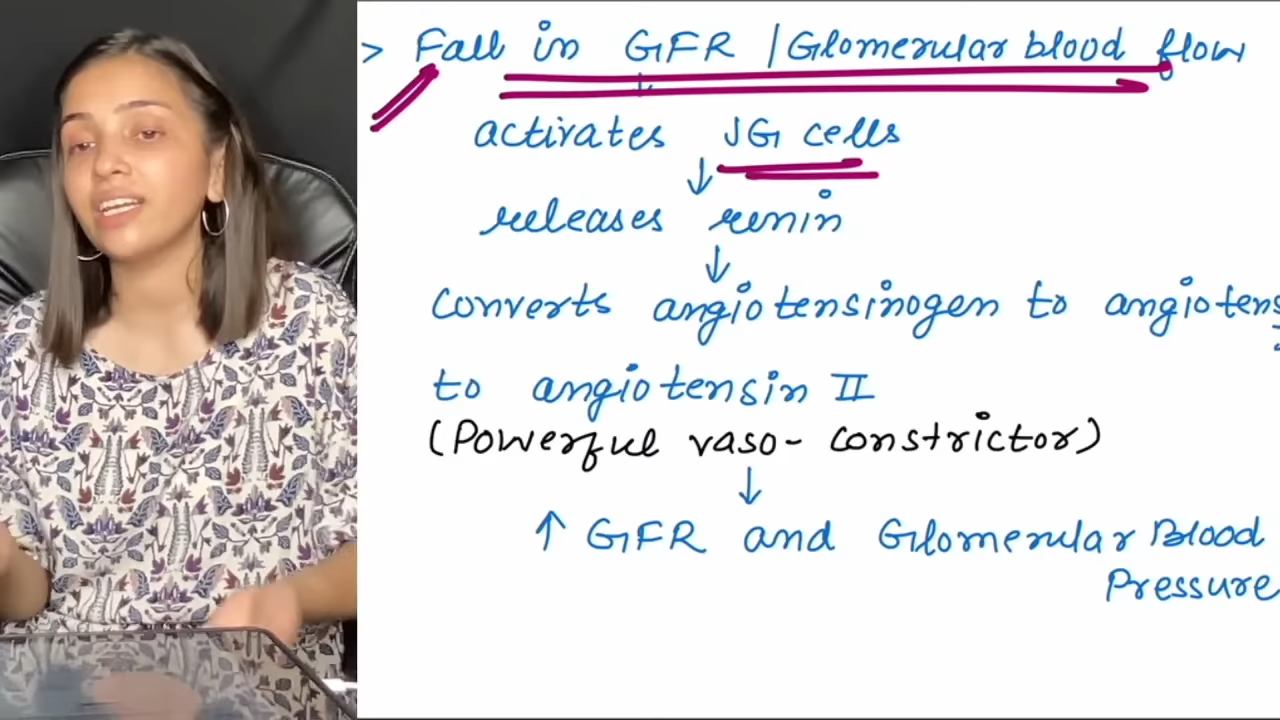 > Fall in GFR / Glomerular blood flow
activates JG cells
↓
releases renin
↓
converts angiotensinogen to
to angiotensin II
(Powerful vaso- constrictor)
↓
↑ GFR and Glomerular Blood
Pressure